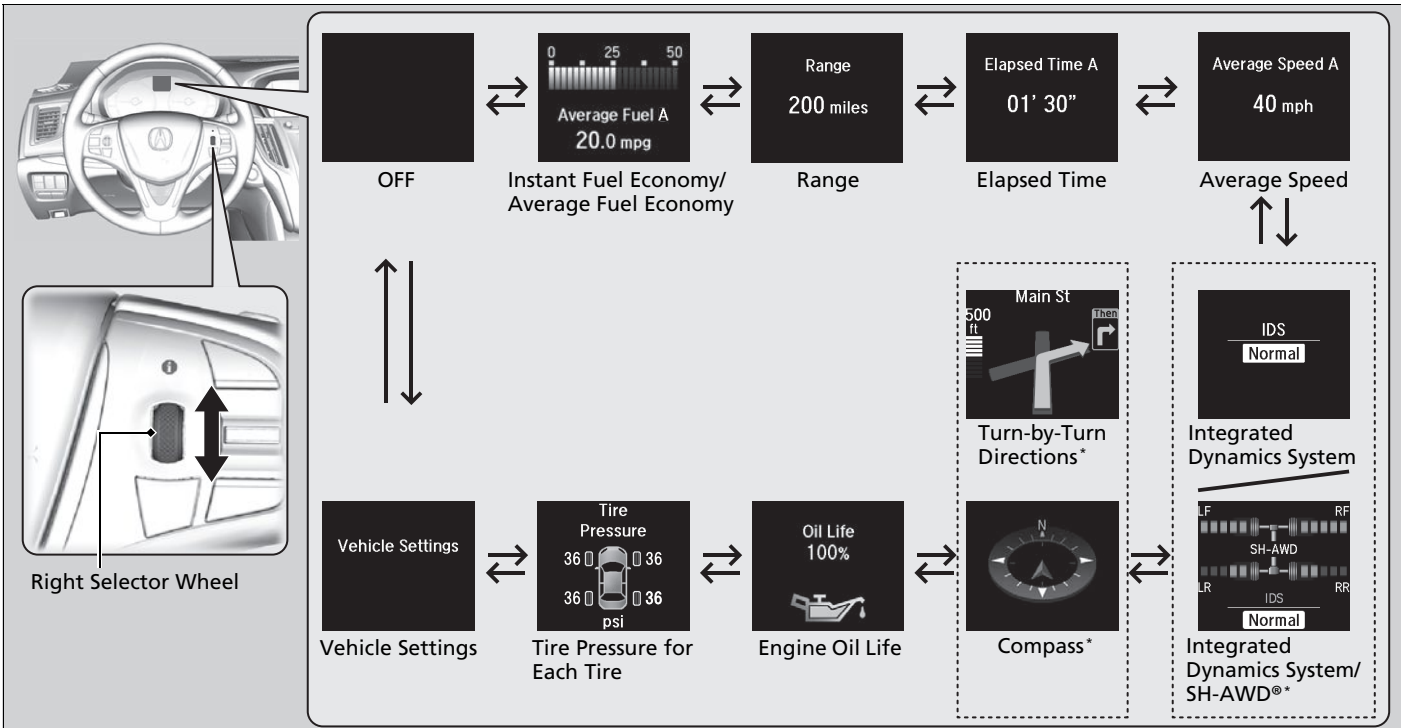 0 25 50
Average Fuel A
20.0 mpg
Range
200 miles
Elapsed Time A
01' 30"
Average Speed A
40 mph
OFF
Instant Fuel Economy/
Average Fuel Economy
Range
Elapsed Time
Average Speed
Main St
500
ft
Then
Turn-by-Turn
Directions*
IDS
Normal
Integrated
Dynamics System
Right Selector Wheel
Vehicle Settings
Vehicle Settings
Tire
Pressure
36 36
36 36
psi
Tire Pressure for
Each Tire
Oil Life
100%
Engine Oil Life
N
Compass*
LF RF
SH-AWD
LR RR
IDS
Normal
Integrated
Dynamics System/
SH-AWD®*